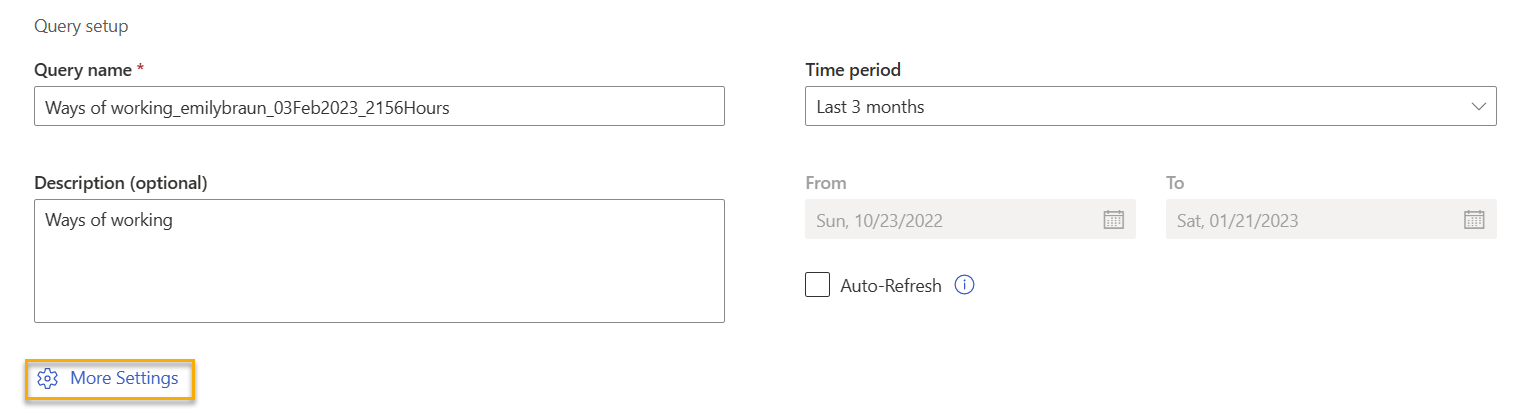 Query setup
Query name *
Ways of working_emilybraun_03Feb2023_2156Hours
Time period
Last 3 months
Description (optional)
Ways of working
From
Sun, 10/23/2022
To
Sat, 01/21/2023
Auto-Refresh
More Settings